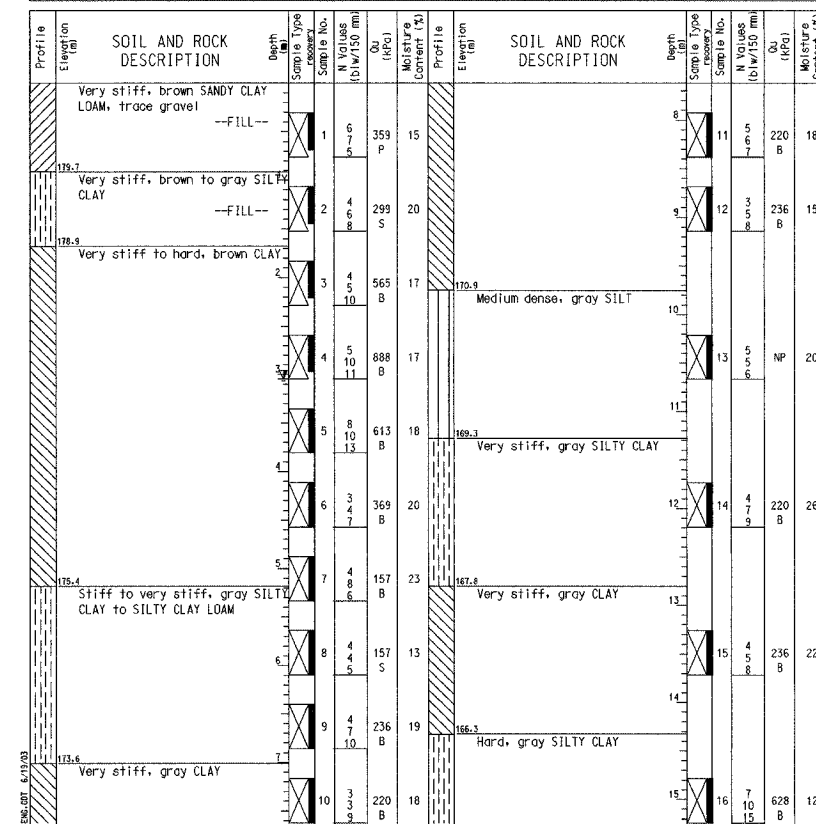 Profile
Elevation (m)
SOIL AND ROCK
DESCRIPTION
Depth (m)
Sample Type
recovery
Sample No.
N Values
(blw/150 mm)
Qu
(kPa)
Moisture
Content (%)
Very stiff, brown SANDY CLAY
LOAM, trace gravel
--FILL--
1
6
7
5
359
P
15
179.7
Very stiff, brown to gray SILTY
CLAY
--FILL--
2
4
6
8
299
S
20
178.9
Very stiff to hard, brown CLAY
2
3
4
5
10
565
B
17
3
4
5
10
11
888
B
17
5
8
10
13
613
B
18
4
6
3
4
7
369
B
20
5
7
4
8
6
157
B
23
175.4
Stiff to very stiff, gray SILTY
CLAY to SILTY CLAY LOAM
6
8
4
4
5
157
S
13
9
4
7
10
236
B
19
7
173.6
Very stiff, gray CLAY
10
3
3
9
220
B
18
ENG.GDT 6/19/03
Profile
Elevation (m)
SOIL AND ROCK
DESCRIPTION
Depth (m)
Sample Type
recovery
Sample No.
N Values
(blw/150 mm)
Qu
(kPa)
Moisture
8
11
5
6
7
220
B
18
9
12
3
5
8
236
B
15
170.9
Medium dense, gray SILT
10
13
5
5
6
NP
20
11
169.3
Very stiff, gray SILTY CLAY
12
14
4
7
9
220
B
26
167.8
Very stiff, gray CLAY
13
15
4
5
8
236
B
22
14
166.3
Hard, gray SILTY CLAY
15
16
7
10
15
628
B
12